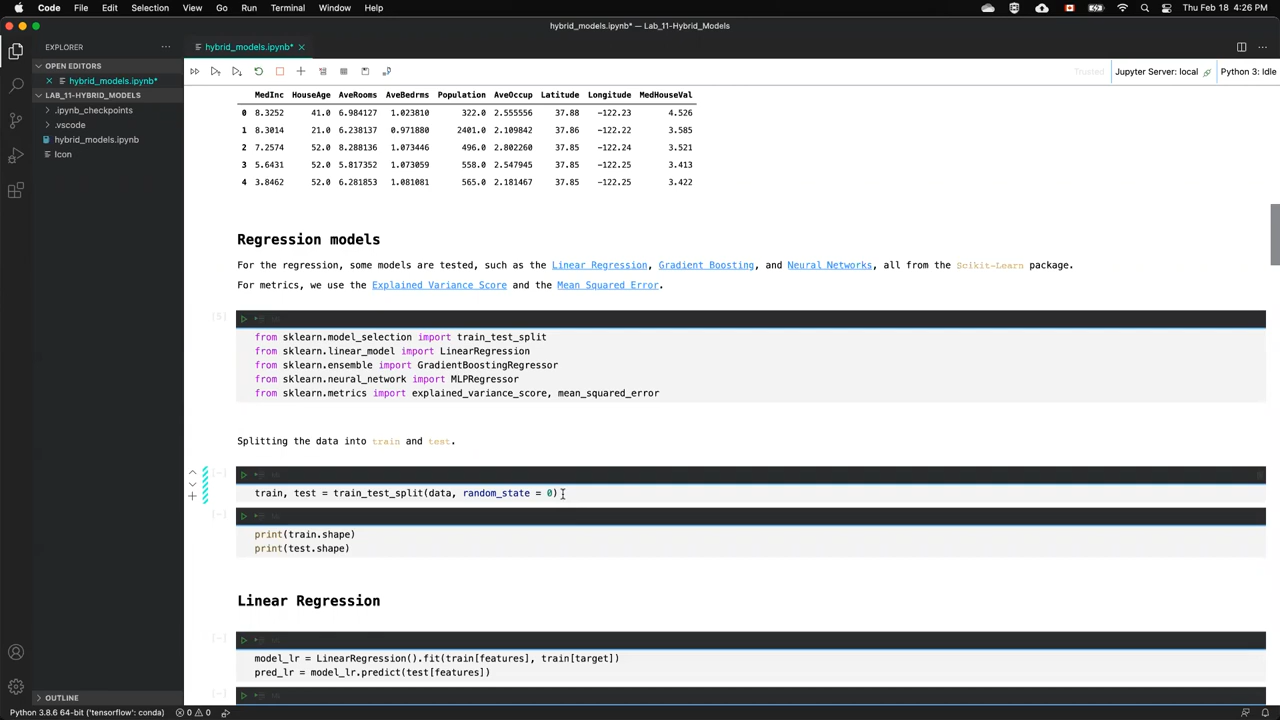 Code File Edit Selection View Go Run Terminal Window Help Thu Feb 18 4:26 PM
hybrid_models.ipynb* — Lab_11-Hybrid_Models
EXPLORER
hybrid_models.ipynb*
OPEN EDITORS
hybrid_models.ipynb*
LAB_11-HYBRID_MODELS
.ipynb_checkpoints
.vscode
hybrid_models.ipynb
Icon
Trusted Jupyter Server: local Python 3: Idle
MedInc HouseAge AveRooms AveBedrms Population AveOccup Latitude Longitude MedHouseVal
0 8.3252 41.0 6.984127 1.023810 322.0 2.555556 37.88 -122.23 4.526
1 8.3014 21.0 6.238137 0.971880 2401.0 2.109842 37.86 -122.22 3.585
2 7.2574 52.0 8.288136 1.073446 496.0 2.802260 37.85 -122.24 3.521
3 5.6431 52.0 5.817352 1.073059 558.0 2.547945 37.85 -122.25 3.413
4 3.8462 52.0 6.281853 1.081081 565.0 2.181467 37.85 -122.25 3.422
Regression models
For the regression, some models are tested, such as the Linear Regression, Gradient Boosting, and Neural Networks, all from the Scikit-Learn package.
For metrics, we use the Explained Variance Score and the Mean Squared Error.
[5]
from sklearn.model_selection import train_test_split
from sklearn.linear_model import LinearRegression
from sklearn.ensemble import GradientBoostingRegressor
from sklearn.neural_network import MLPRegressor
from sklearn.metrics import explained_variance_score, mean_squared_error
Splitting the data into train and test.
[-]
train, test = train_test_split(data, random_state = 0)
[-]
print(train.shape)
print(test.shape)
Linear Regression
[-]
model_lr = LinearRegression().fit(train[features], train[target])
pred_lr = model_lr.predict(test[features])
[-]
OUTLINE
Python 3.8.6 64-bit ('tensorflow': conda) 0 0